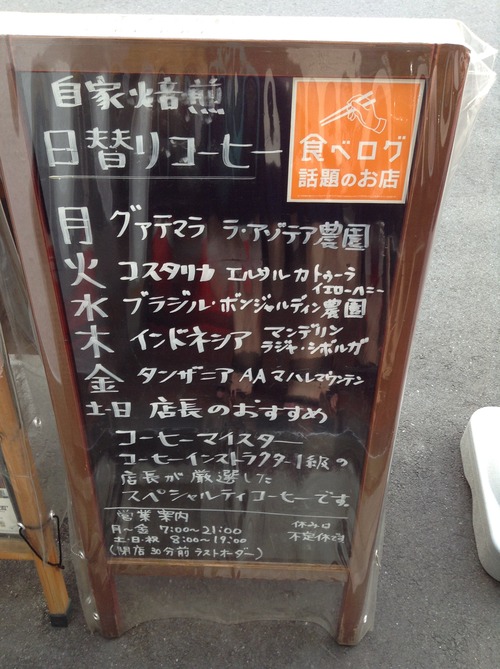 自家焙煎
日替りコーヒー
食べログ
話題のお店
月 グァテマラ ラ・アゾテア農園
火 コスタリカ エルサルカトゥーラ
イエローハニー
水 ブラジル・ボンジャルディン農園
木 インドネシア マンデリン
ラジャ・シボルガ
金 タンザニアAAマハレマウンテン
土・日 店長のおすすめ
コーヒーマイスター
コーヒーインストラクター1級の
店長が厳選した
スペシャルティコーヒーです。
営業案内
月〜金 7:00〜21:00
土・日・祝 8:00〜19:00
(閉店30分前ラストオーダー)
休み日
不定休です